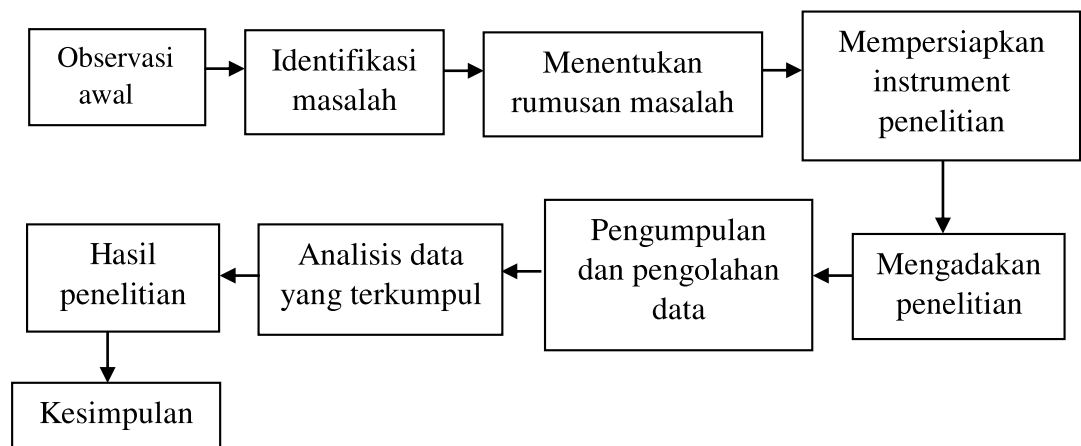 Observasi
awal
Identifikasi
masalah
Menentukan
rumusan masalah
Mempersiapkan
instrument
penelitian
Mengadakan
penelitian
Pengumpulan
dan pengolahan
data
Analisis data
yang terkumpul
Hasil
penelitian
Kesimpulan